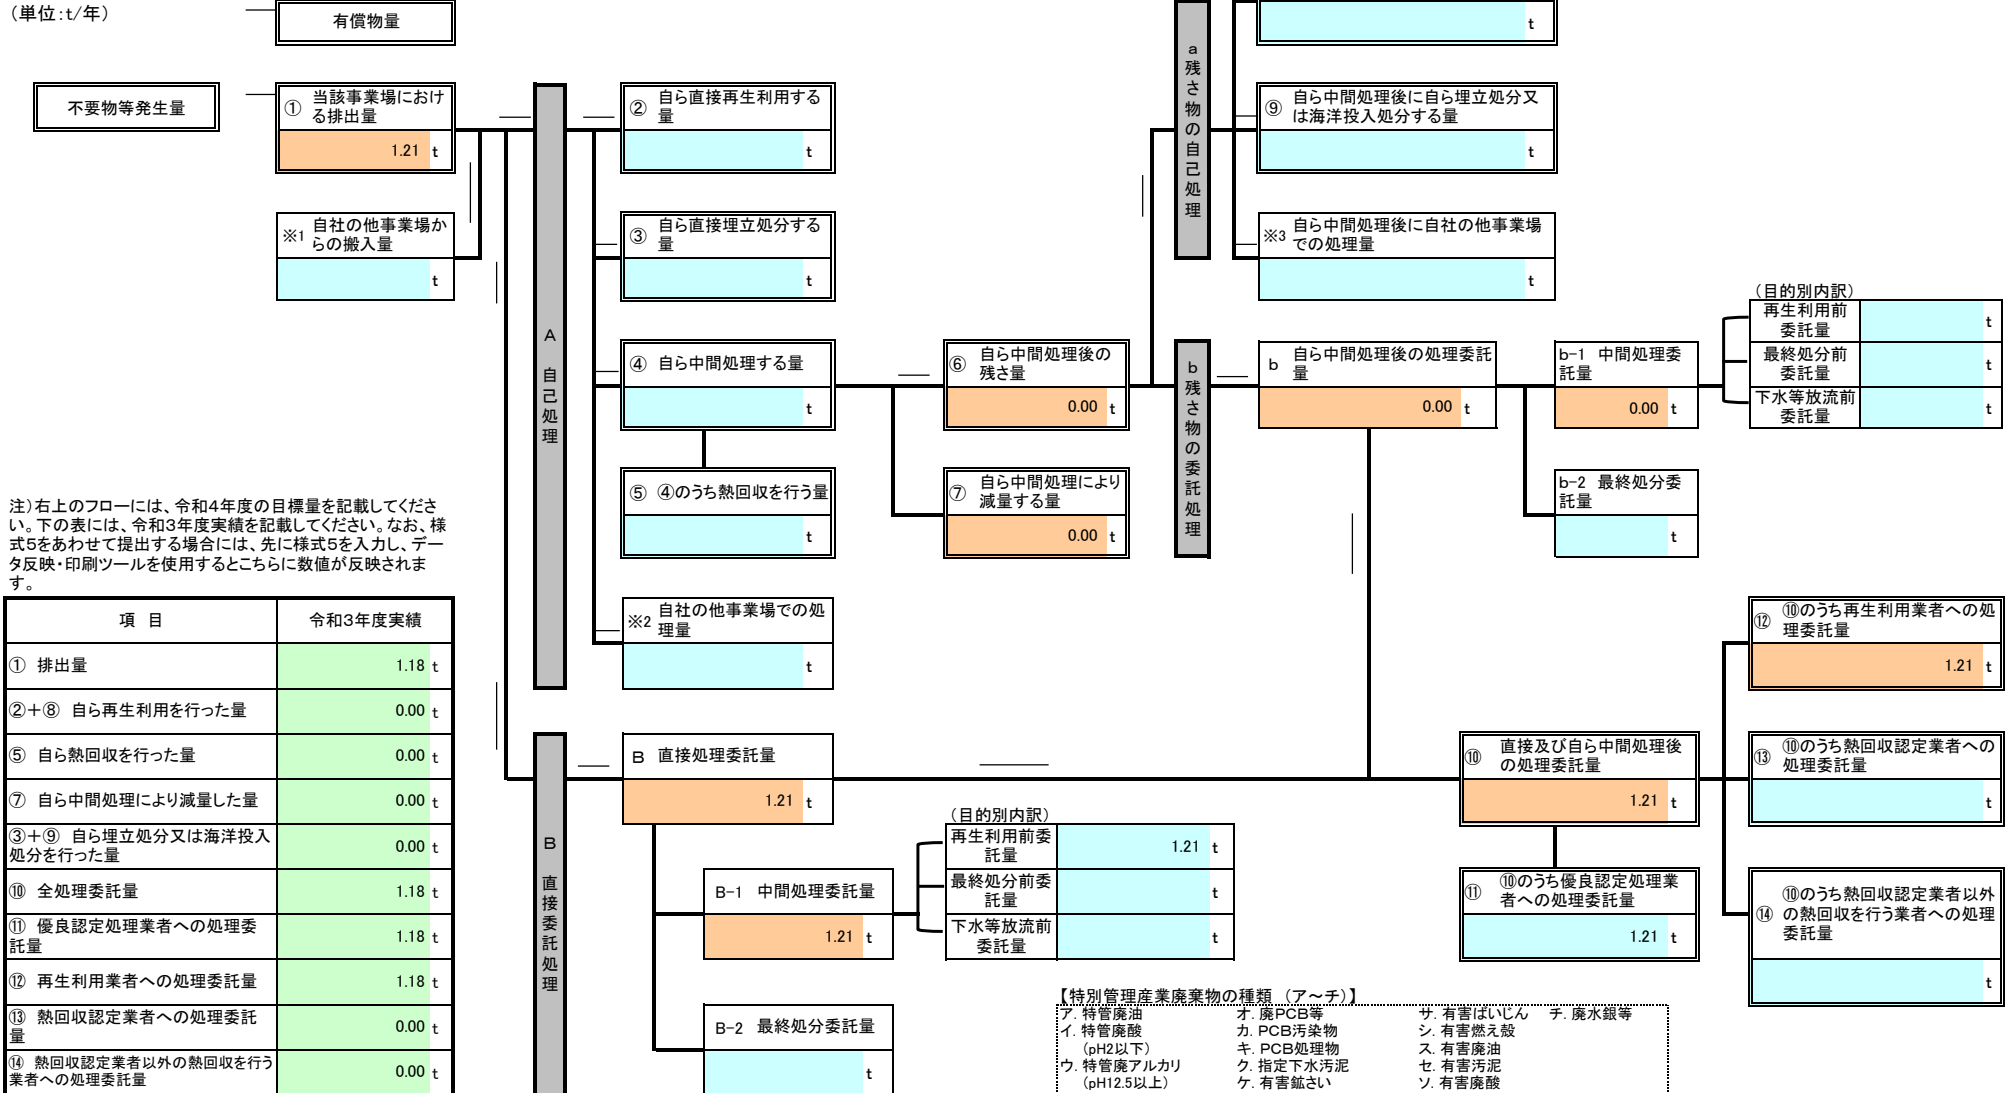 (単位:t/年)
有償物量
t
不要物等発生量
① 当該事業場におけ
る排出量
1.21 t
※1 自社の他事業場か
らの搬入量
t
A
自己処理
② 自ら直接再生利用する
量
t
③ 自ら直接埋立処分する
量
t
④ 自ら中間処理する量
t
⑤ ④のうち熱回収を行う量
t
※2 自社の他事業場での処
理量
t
⑥ 自ら中間処理後の
残さ量
0.00 t
⑦ 自ら中間処理により
減量する量
0.00 t
a
残さ物の自己処理
⑨ 自ら中間処理後に自ら埋立処分又
は海洋投入処分する量
t
※3 自ら中間処理後に自社の他事業場
での処理量
t
b
残さ物の委託処理
b 自ら中間処理後の処理委託
量
0.00 t
b-1 中間処理委
託量
0.00 t
b-2 最終処分委
託量
t
(目的別内訳)
再生利用前
委託量
t
最終処分前
委託量
t
下水等放流前
委託量
t
注)右上のフローには、令和4年度の目標量を記載してくださ
い。下の表には、令和3年度実績を記載してください。なお、様
式5をあわせて提出する場合には、先に様式5を入力し、デー
タ反映・印刷ツールを使用するとこちらに数値が反映されま
す。
項 目 令和3年度実績
① 排出量 1.18 t
②+⑧ 自ら再生利用を行った量 0.00 t
⑤ 自ら熱回収を行った量 0.00 t
⑦ 自ら中間処理により減量した量 0.00 t
③+⑨ 自ら埋立処分又は海洋投入
処分を行った量 0.00 t
⑩ 全処理委託量 1.18 t
⑪ 優良認定処理業者への処理委
託量 1.18 t
⑫ 再生利用業者への処理委託量 1.18 t
⑬ 熱回収認定業者への処理委託
量 0.00 t
⑭ 熱回収認定業者以外の熱回収を行う
業者への処理委託量 0.00 t
B
直接委託処理
B 直接処理委託量
1.21 t
B-1 中間処理委託量
1.21 t
B-2 最終処分委託量
t
(目的別内訳)
再生利用前委
託量
1.21 t
最終処分前委
託量
t
下水等放流前
委託量
t
⑩ 直接及び自ら中間処理後
の処理委託量
1.21 t
⑪ ⑩のうち優良認定処理業
者への処理委託量
1.21 t
⑫ ⑩のうち再生利用業者への処
理委託量
1.21 t
⑬ ⑩のうち熱回収認定業者への
処理委託量
t
⑭ ⑩のうち熱回収認定業者以外
の熱回収を行う業者への処理
委託量
t
【特別管理産業廃棄物の種類 (ア~チ)】
ア. 特管廃油 オ. 廃PCB等 サ. 有害ばいじん チ. 廃水銀等
イ. 特管廃酸 カ. PCB汚染物 シ. 有害燃え殻
(pH2以下) キ. PCB処理物 ス. 有害廃油
ウ. 特管廃アルカリ ク. 指定下水汚泥 セ. 有害汚泥
(pH12.5以上) ケ. 有害鉱さい ソ. 有害廃酸